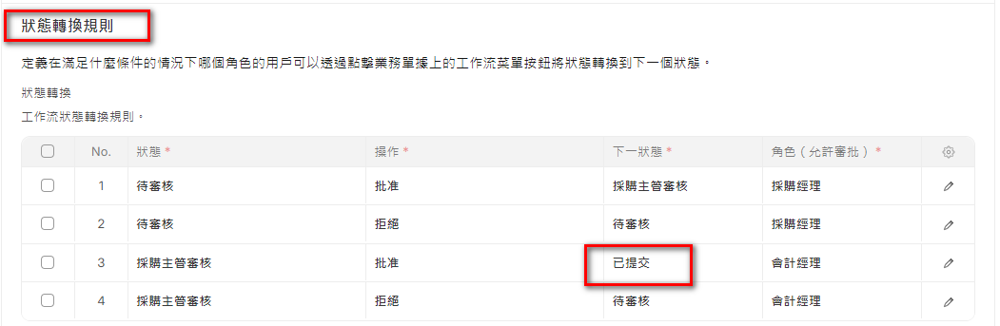 狀態轉換規則
定義在滿足什麼條件的情況下哪個角色的用戶可以透過點擊業務單據上的工作流菜單按鈕將狀態轉換到下一個狀態。
狀態轉換
工作流狀態轉換規則。
No. 狀態 * 操作 * 下一狀態 * 角色（允許審批） *
1 待審核 批准 採購主管審核 採購經理
2 待審核 拒絕 待審核 採購經理
3 採購主管審核 批准 已提交 會計經理
4 採購主管審核 拒絕 待審核 會計經理